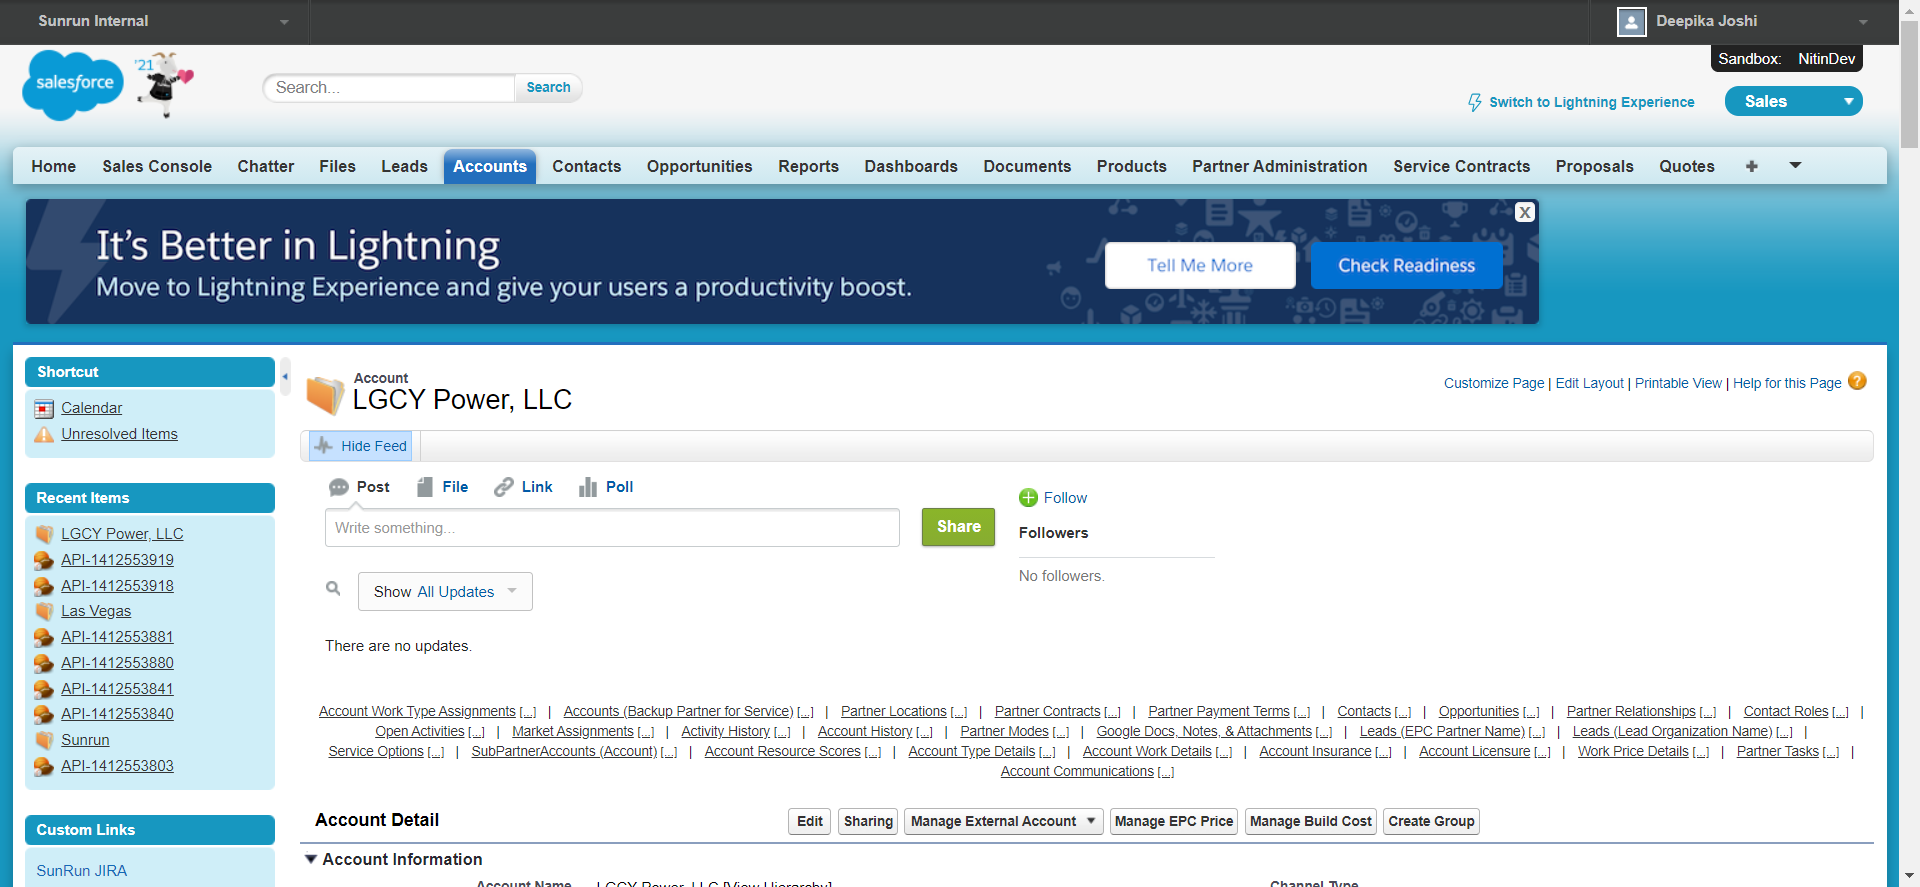 Sunrun Internal
Deepika Joshi
Sandbox: NitinDev
salesforce
'21
Search...
Search
Switch to Lightning Experience
Sales
Home Sales Console Chatter Files Leads Accounts Contacts Opportunities Reports Dashboards Documents Products Partner Administration Service Contracts Proposals Quotes +
It's Better in Lightning
Move to Lightning Experience and give your users a productivity boost.
Tell Me More
Check Readiness
X
Shortcut
Calendar
Unresolved Items
Recent Items
LGCY Power, LLC
API-1412553919
API-1412553918
Las Vegas
API-1412553881
API-1412553880
API-1412553841
API-1412553840
Sunrun
API-1412553803
Custom Links
SunRun JIRA
Account
LGCY Power, LLC
Customize Page | Edit Layout | Printable View | Help for this Page ?
Hide Feed
Post File Link Poll
Write something...
Share
Follow
Followers
No followers.
Show All Updates
There are no updates.
Account Work Type Assignments [...] | Accounts (Backup Partner for Service) [...] | Partner Locations [...] | Partner Contracts [...] | Partner Payment Terms [...] | Contacts [...] | Opportunities [...] | Partner Relationships [...] | Contact Roles [...] |
Open Activities [...] | Market Assignments [...] | Activity History [...] | Account History [...] | Partner Modes [...] | Google Docs, Notes, & Attachments [...] | Leads (EPC Partner Name) [...] | Leads (Lead Organization Name) [...] |
Service Options [...] | SubPartnerAccounts (Account) [...] | Account Resource Scores [...] | Account Type Details [...] | Account Work Details [...] | Account Insurance [...] | Account Licensure [...] | Work Price Details [...] | Partner Tasks [...] |
Account Communications [...]
Account Detail
Edit Sharing Manage External Account Manage EPC Price Manage Build Cost Create Group
Account Information
Account Name LGCY Power, LLC [View Hierarchy] Channel Type